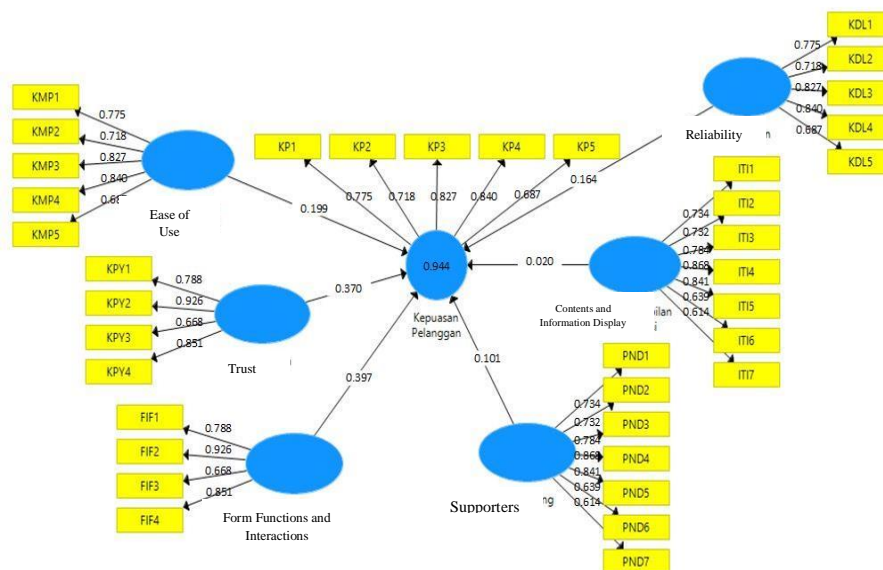 KMP1
KMP2
KMP3
KMP4
KMP5
0.775
0.718
0.827
0.840
Ease of
Use
0.199
KP1
KP2
KP3
KP4
KP5
0.775
0.718
0.827
0.840
0.687
0.944
Kepuasan
Pelanggan
KDL1
KDL2
KDL3
KDL4
KDL5
0.775
0.718
0.827
0.840
0.687
Reliability
0.164
KPY1
KPY2
KPY3
KPY4
0.788
0.926
0.668
0.851
Trust
0.370
ITI1
ITI2
ITI3
ITI4
ITI5
ITI6
ITI7
0.734
0.732
0.784
0.868
0.841
0.639
0.614
Contents and
Information Display
0.020
FIF1
FIF2
FIF3
FIF4
0.788
0.926
0.668
0.851
Form Functions and
Interactions
0.397
PND1
PND2
PND3
PND4
PND5
PND6
PND7
0.734
0.732
0.784
0.868
0.841
0.639
0.614
Supporters
0.101